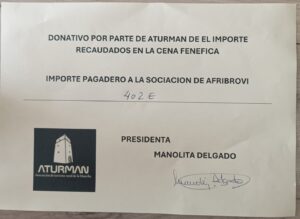 DONATIVO POR PARTE DE ATURMAN DE EL IMPORTE
RECAUDADOS EN LA CENA FENEFICA
IMPORTE PAGADERO A LA SOCIACION DE AFRIBROVI
402 E
PRESIDENTA
MANOLITA DELGADO
ATURMAN